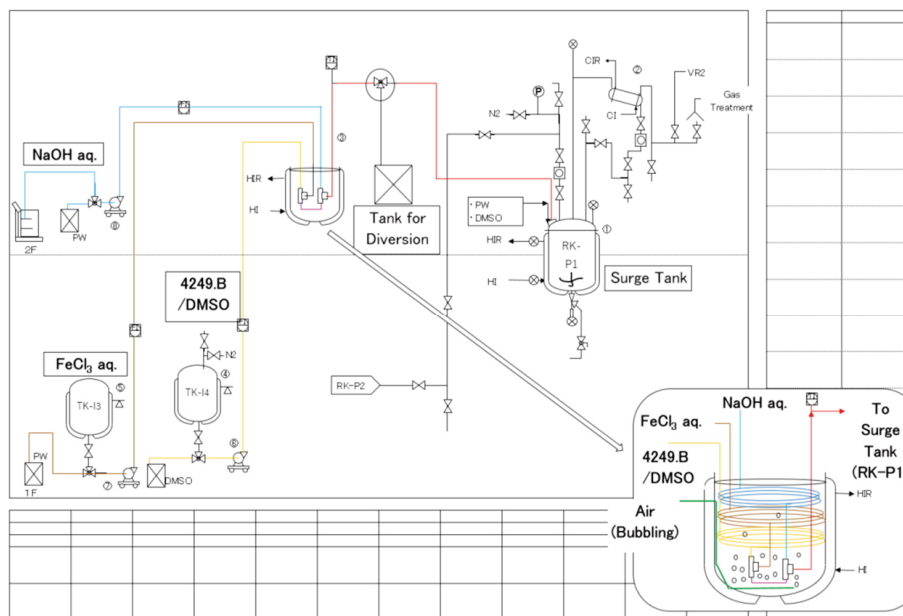 CIR
②
VR2
Gas
Treatment
P
N2
CI
③
NaOH aq.
HIR
HI
PW
⑧
2F
Tank for
Diversion
・PW
・DMSO
①
HIR
RK-
P1
HI
Surge Tank
4249.B
/DMSO
N2
FeCl₃ aq.
⑤
④
TK-13
TK-14
RK-P2
PW
⑥
⑦
DMSO
1F
NaOH aq.
FeCl₃ aq.
To
Surge
Tank
(RK-P1)
4249.B
/DMSO
HIR
Air
(Bubbling)
HI